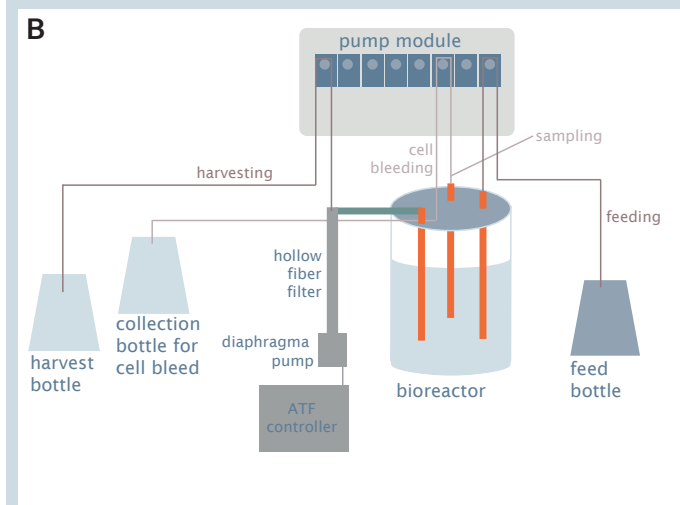 B
pump module
sampling
cell
bleeding
harvesting
feeding
hollow
fiber
filter
collection
bottle for
cell bleed
diaphragma
pump
harvest
bottle
bioreactor
feed
bottle
ATF
controller